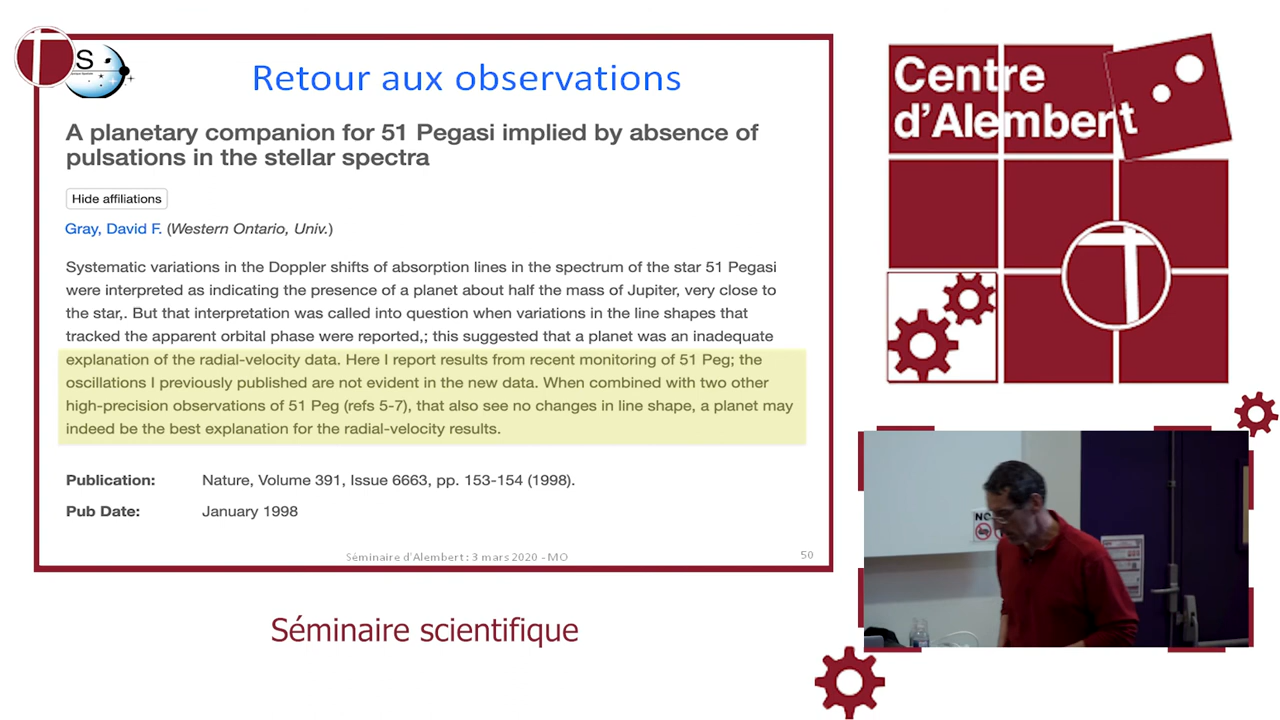 S
Retour aux observations
A planetary companion for 51 Pegasi implied by absence of
pulsations in the stellar spectra
Hide affiliations
Gray, David F. (Western Ontario, Univ.)
Systematic variations in the Doppler shifts of absorption lines in the spectrum of the star 51 Pegasi
were interpreted as indicating the presence of a planet about half the mass of Jupiter, very close to
the star,. But that interpretation was called into question when variations in the line shapes that
tracked the apparent orbital phase were reported,; this suggested that a planet was an inadequate
explanation of the radial-velocity data. Here I report results from recent monitoring of 51 Peg; the
oscillations I previously published are not evident in the new data. When combined with two other
high-precision observations of 51 Peg (refs 5-7), that also see no changes in line shape, a planet may
indeed be the best explanation for the radial-velocity results.
Publication: Nature, Volume 391, Issue 6663, pp. 153-154 (1998).
Pub Date: January 1998
Séminaire d'Alembert : 3 mars 2020 - MO
50
Séminaire scientifique
Centre
d'Alembert
NO